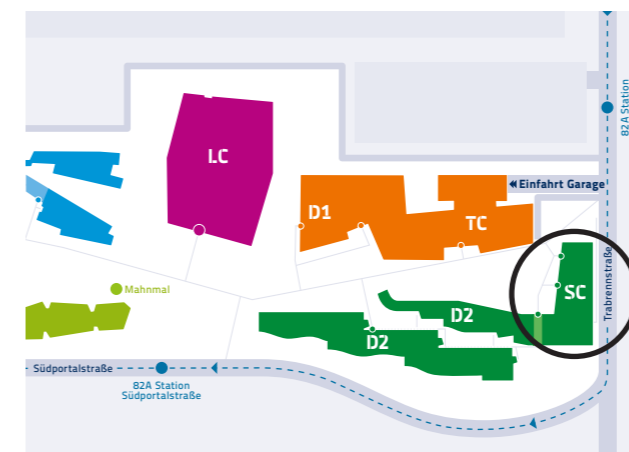 82A Station
LC
Einfahrt Garage
D1
TC
Trabrennstraße
SC
Mahnmal
D2
D2
Südportalstraße
82A Station
Südportalstraße